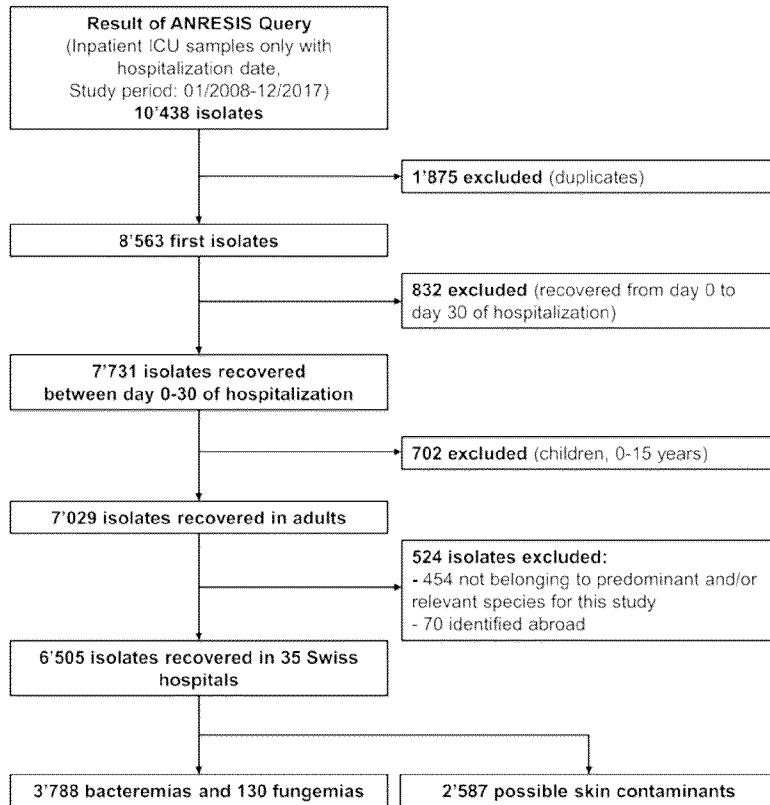 Result of ANRESIS Query
(Inpatient ICU samples only with
hospitalization date,
Study period: 01/2008-12/2017)
10'438 isolates
1'875 excluded (duplicates)
8'563 first isolates
832 excluded (recovered from day 0 to
day 30 of hospitalization)
7'731 isolates recovered
between day 0-30 of hospitalization
702 excluded (children, 0-15 years)
7'029 isolates recovered in adults
524 isolates excluded:
- 454 not belonging to predominant and/or
relevant species for this study
- 70 identified abroad
6'505 isolates recovered in 35 Swiss
hospitals
3'788 bacteremias and 130 fungemias
2'587 possible skin contaminants